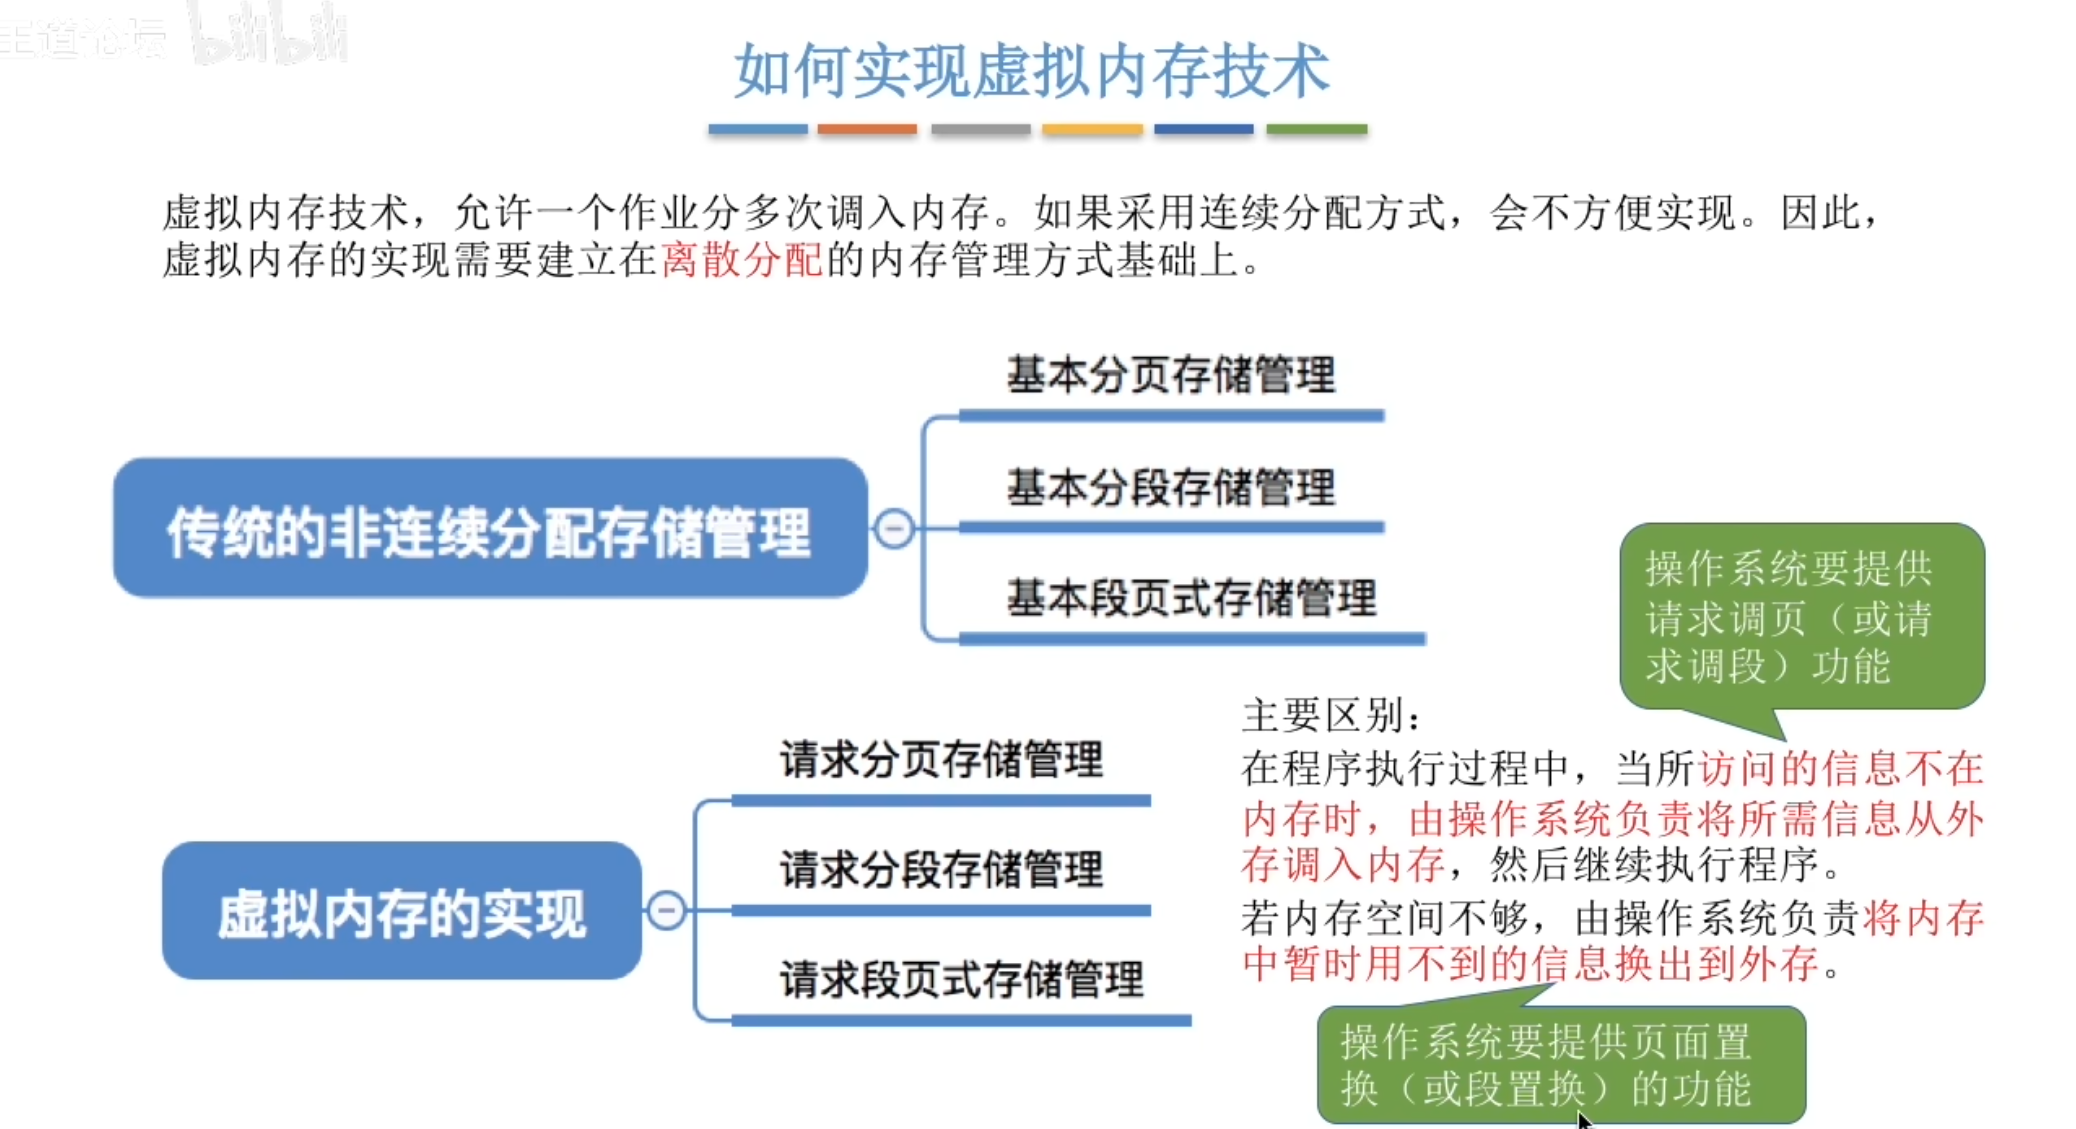 王道论坛 bilibili
如何实现虚拟内存技术
虚拟内存技术，允许一个作业分多次调入内存。如果采用连续分配方式，会不方便实现。因此，
虚拟内存的实现需要建立在离散分配的内存管理方式基础上。
基本分页存储管理
基本分段存储管理
传统的非连续分配存储管理
基本段页式存储管理
操作系统要提供
请求调页（或请
求调段）功能
请求分页存储管理
请求分段存储管理
虚拟内存的实现
请求段页式存储管理
主要区别：
在程序执行过程中，当所访问的信息不在
内存时，由操作系统负责将所需信息从外
存调入内存，然后继续执行程序。
若内存空间不够，由操作系统负责将内存
中暂时用不到的信息换出到外存。
操作系统要提供页面置
换（或段置换）的功能